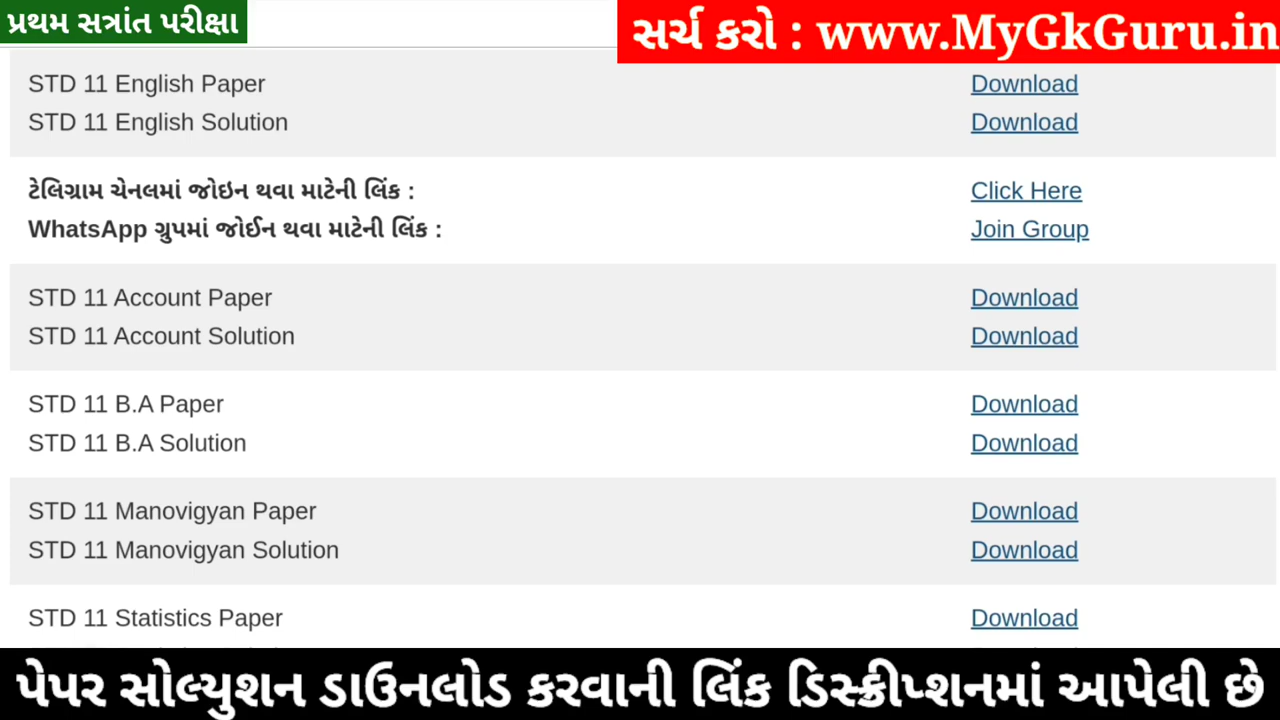 પ્રથમ સત્રાંત પરીક્ષા
સર્ચ કરો : www.MyGkGuru.in
STD 11 English Paper Download
STD 11 English Solution Download
ટેલિગ્રામ ચેનલમાં જોઇન થવા માટેની લિંક : Click Here
WhatsApp ગ્રુપમાં જોઈન થવા માટેની લિંક : Join Group
STD 11 Account Paper Download
STD 11 Account Solution Download
STD 11 B.A Paper Download
STD 11 B.A Solution Download
STD 11 Manovigyan Paper Download
STD 11 Manovigyan Solution Download
STD 11 Statistics Paper Download
પેપર સોલ્યુશન ડાઉનલોડ કરવાની લિંક ડિસ્ક્રીપ્શનમાં આપેલી છે